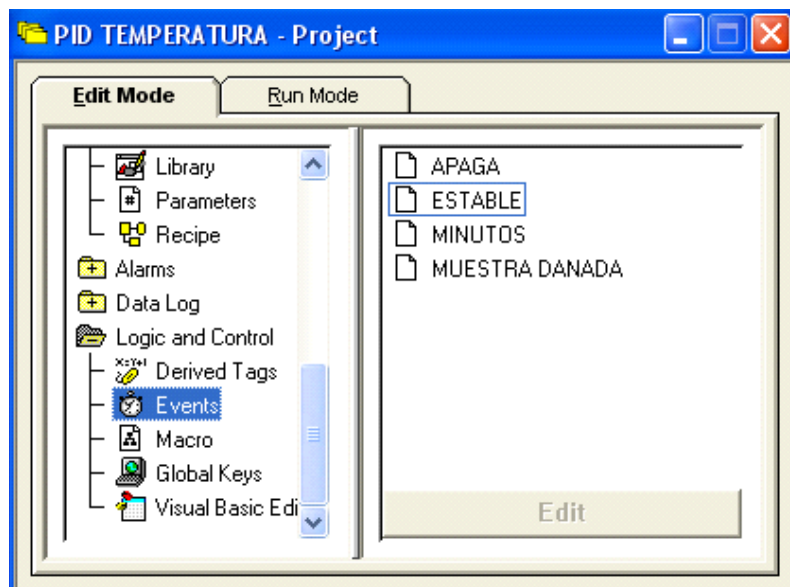 PID TEMPERATURA - Project
Edit Mode
Run Mode
Library
Parameters
Recipe
Alarms
Data Log
Logic and Control
X=Y+1
Derived Tags
Events
Macro
Global Keys
Visual Basic Edi
APAGA
ESTABLE
MINUTOS
MUESTRA DANADA
Edit